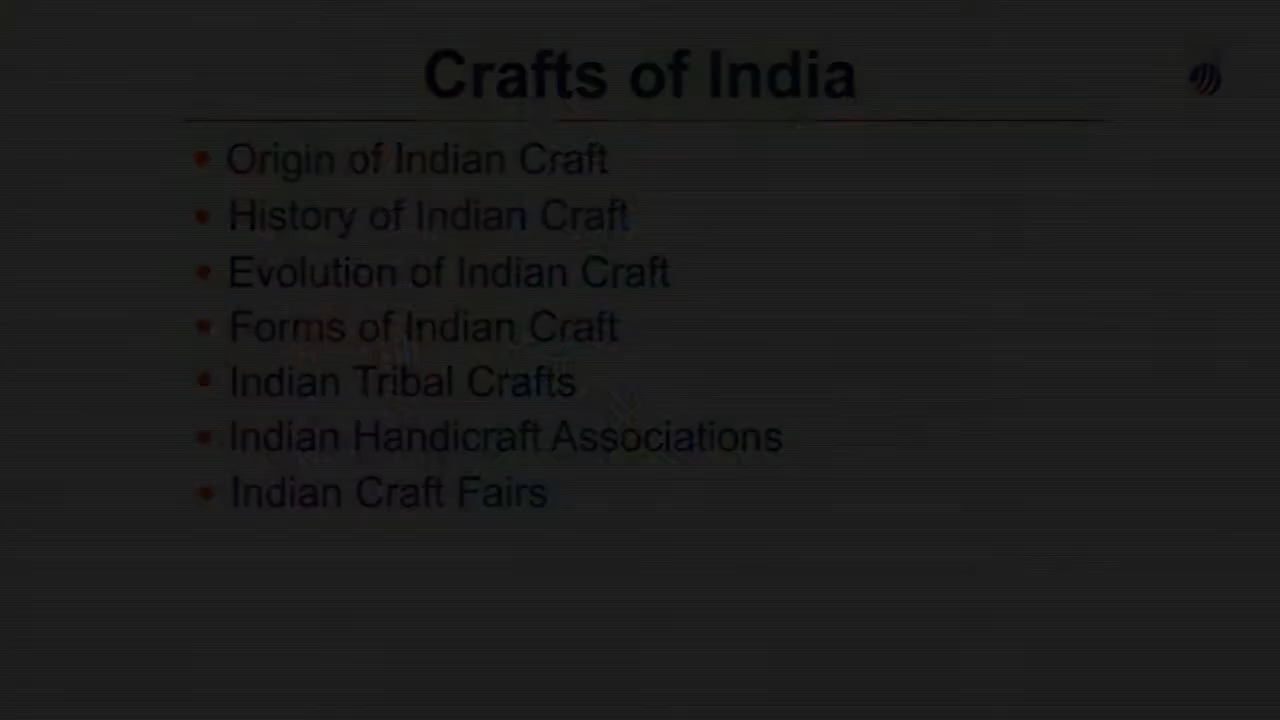 Crafts of India
• Origin of Indian Craft
• History of Indian Craft
• Evolution of Indian Craft
• Forms of Indian Craft
• Indian Tribal Crafts
• Indian Handicraft Associations
• Indian Craft Fairs